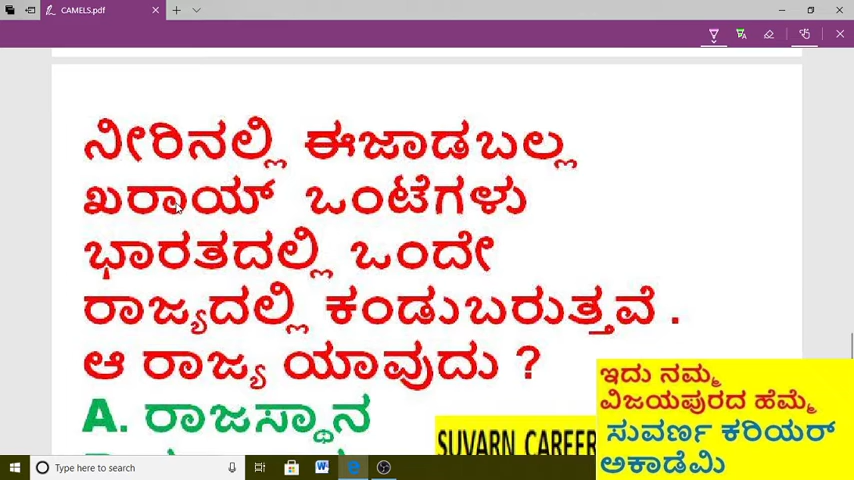 CAMELS.pdf
ನೀರಿನಲ್ಲಿ ಈಜಾಡಬಲ್ಲ
ಖರಾಯ್ ಒಂಟೆಗಳು
ಭಾರತದಲ್ಲಿ ಒಂದೇ
ರಾಜ್ಯದಲ್ಲಿ ಕಂಡುಬರುತ್ತವೆ .
ಆ ರಾಜ್ಯ ಯಾವುದು ?
A. ರಾಜಸ್ಥಾನ
SUVARN CAREER
ಇದು ನಮ್ಮ
ವಿಜಯಪುರದ ಹೆಮ್ಮೆ
ಸುವರ್ಣ ಕರಿಯರ್
ಅಕಾಡೆಮಿ
Type here to search